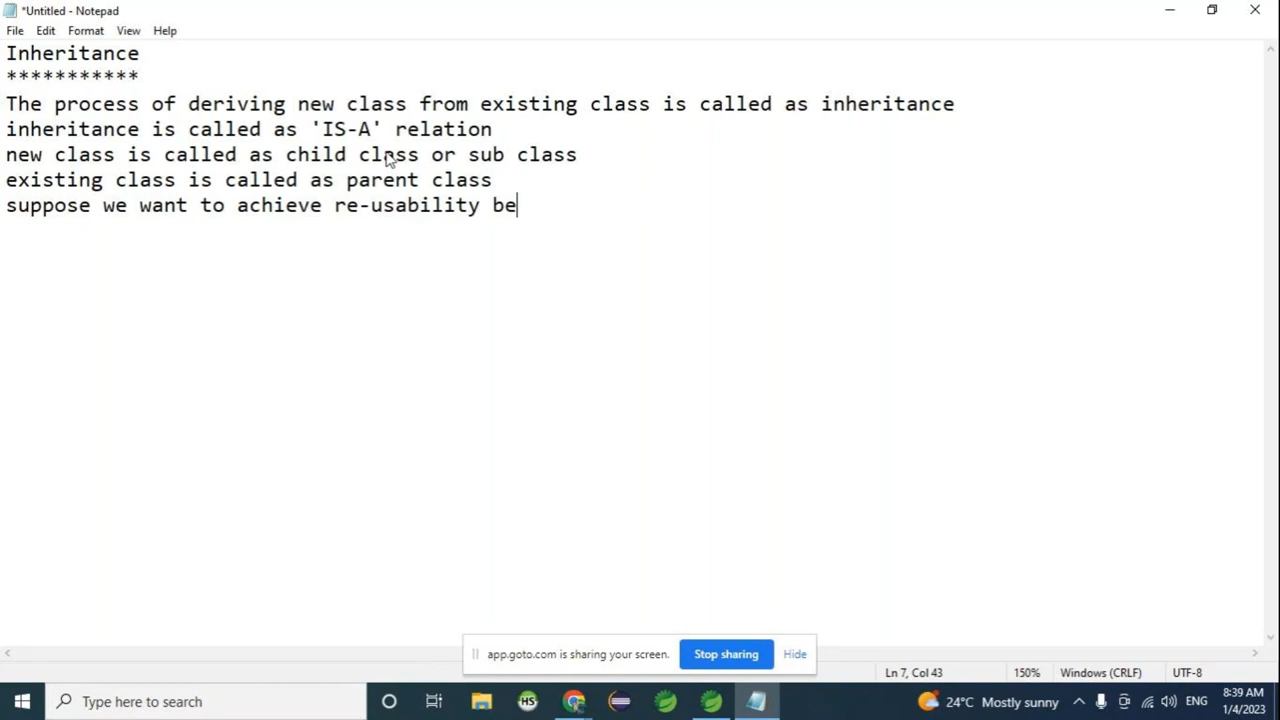 *Untitled - Notepad
File Edit Format View Help
Inheritance
***********
The process of deriving new class from existing class is called as inheritance
inheritance is called as 'IS-A' relation
new class is called as child class or sub class
existing class is called as parent class
suppose we want to achieve re-usability be
app.goto.com is sharing your screen. Stop sharing Hide
Ln 7, Col 43 150% Windows (CRLF) UTF-8
Type here to search HS 24°C Mostly sunny ENG 8:39 AM
1/4/2023